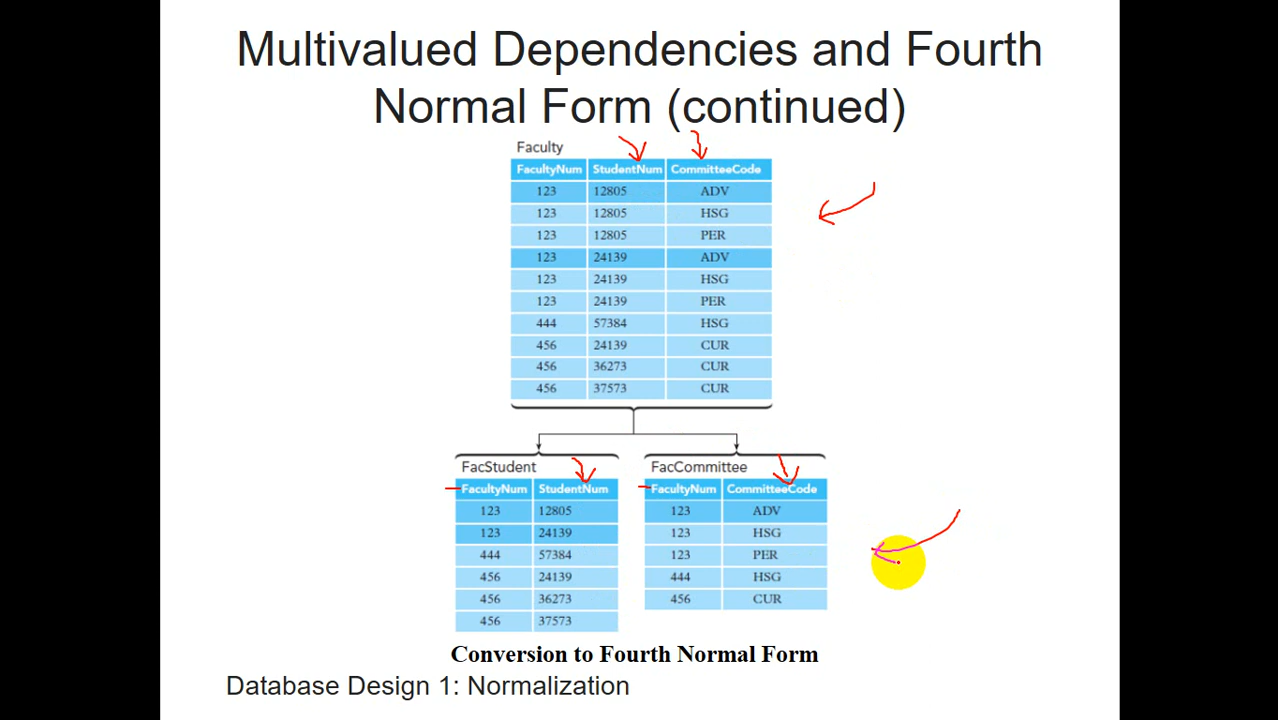 Multivalued Dependencies and Fourth
Normal Form (continued)
Faculty
FacultyNum StudentNum CommitteeCode
123 12805 ADV
123 12805 HSG
123 12805 PER
123 24139 ADV
123 24139 HSG
123 24139 PER
444 57384 HSG
456 24139 CUR
456 36273 CUR
456 37573 CUR
FacStudent
FacultyNum StudentNum
123 12805
123 24139
444 57384
456 24139
456 36273
456 37573
FacCommittee
FacultyNum CommitteeCode
123 ADV
123 HSG
123 PER
444 HSG
456 CUR
Conversion to Fourth Normal Form
Database Design 1: Normalization